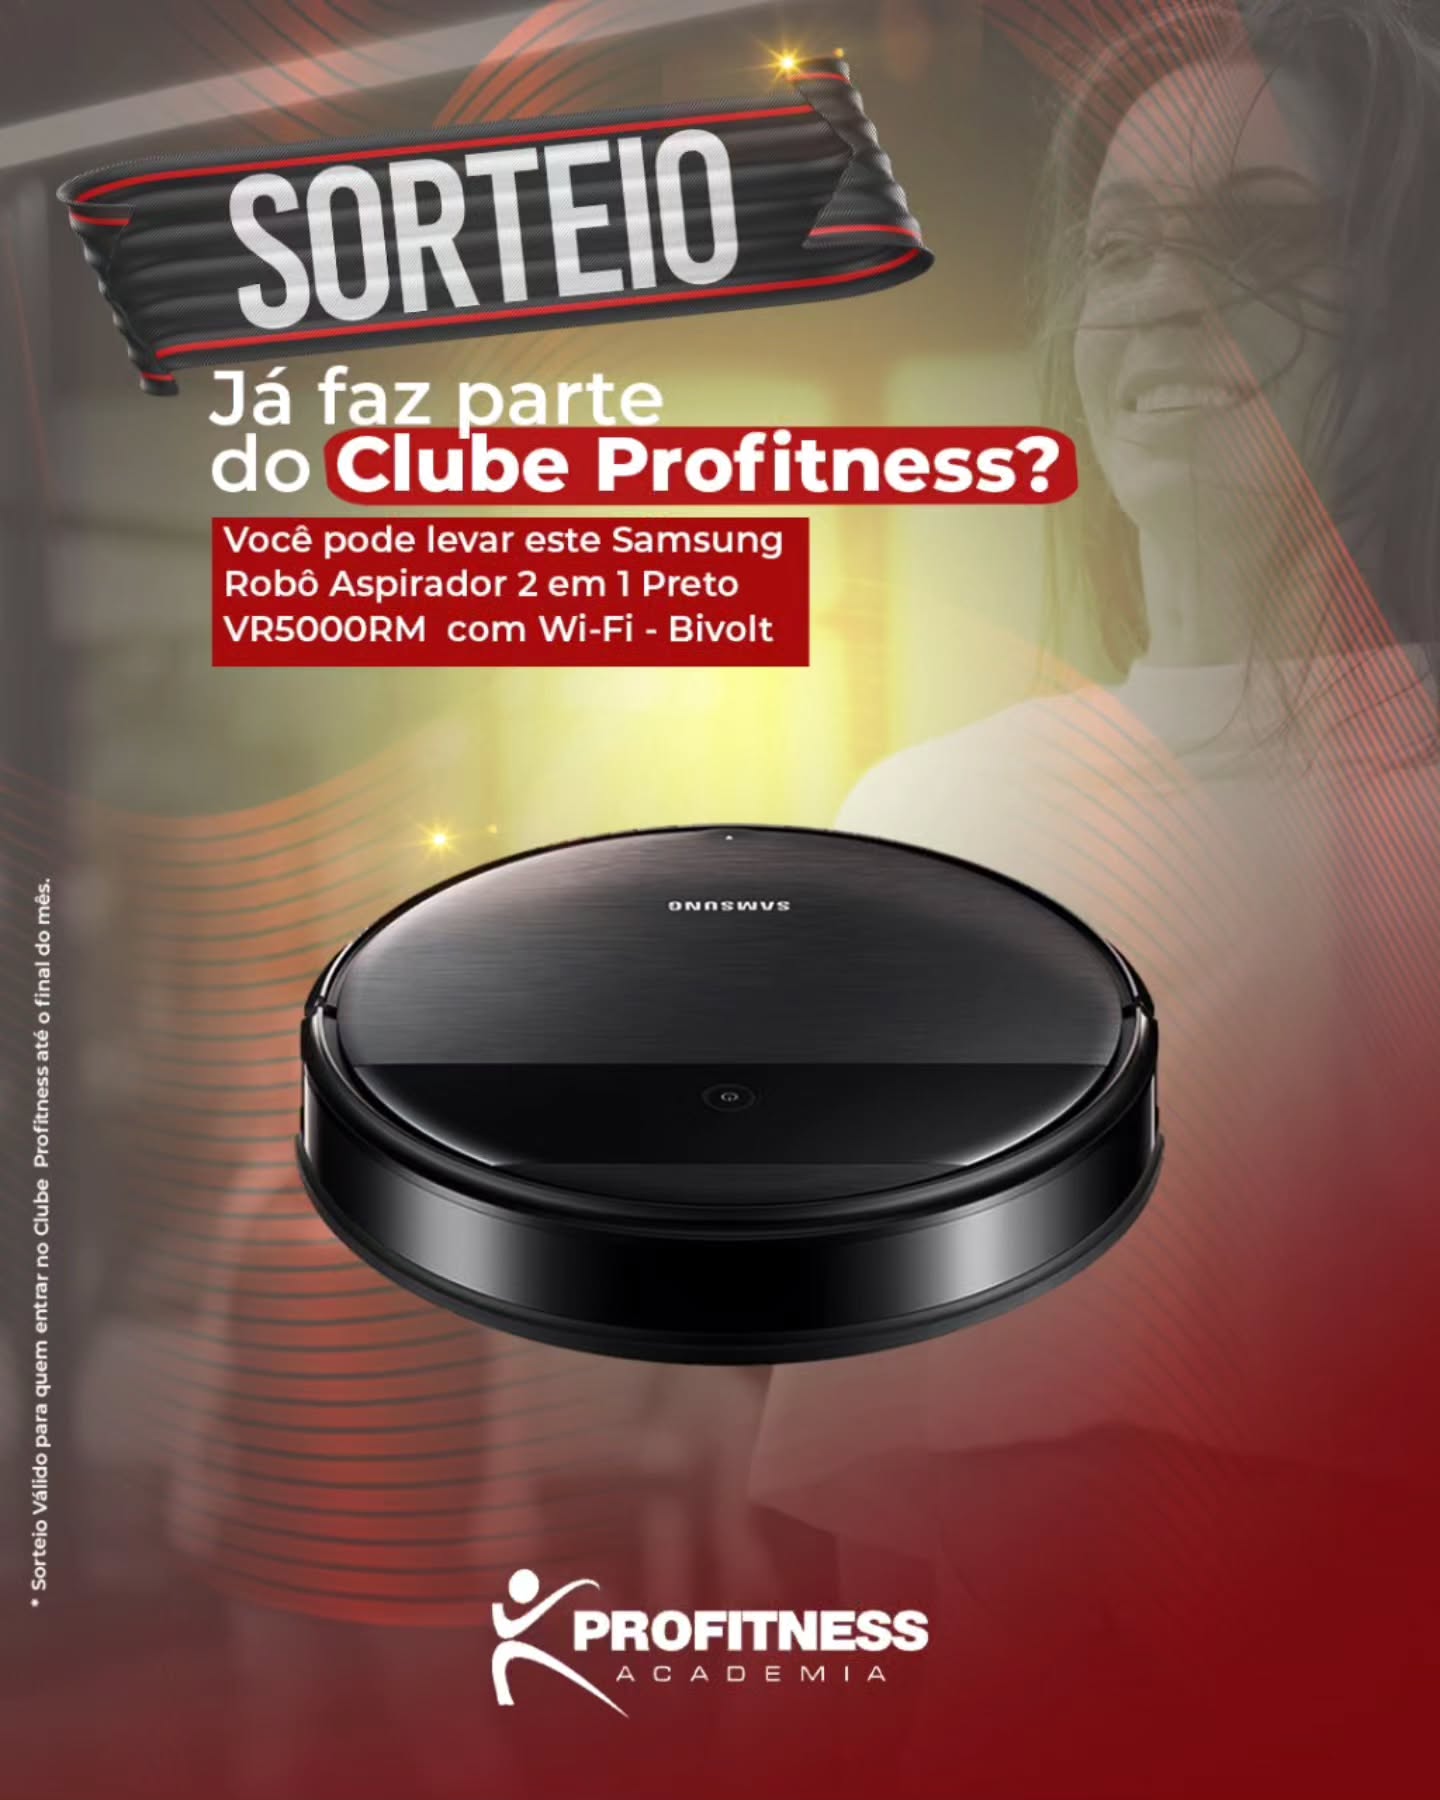 SORTEIO
Já faz parte
do Clube Profitness?
Você pode levar este Samsung
Robô Aspirador 2 em 1 Preto
VR5000RM com Wi-Fi - Bivolt
SAMSUNG
* Sorteio Válido para quem entrar no Clube Profitness até o final do mês.
PROFITNESS
ACADEMIA